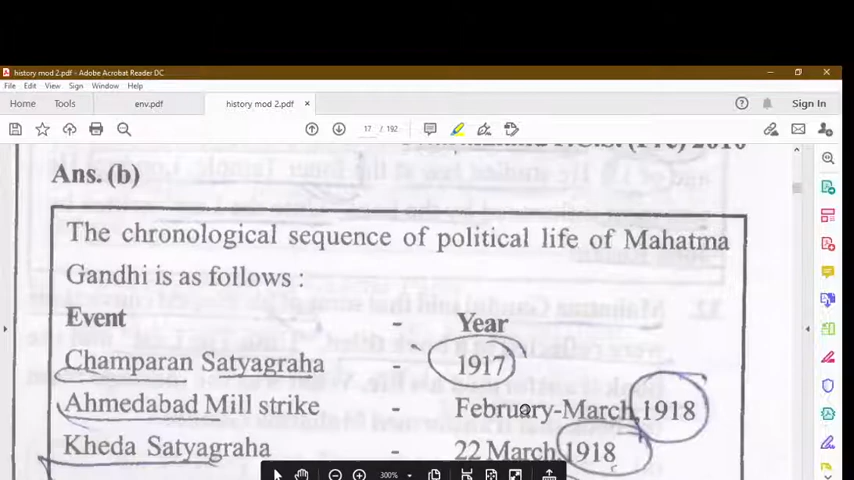 history mod 2.pdf - Adobe Acrobat Reader DC
File Edit View Sign Window Help
Home Tools env.pdf history mod 2.pdf × Sign In
17 / 192
Ans. (b)
The chronological sequence of political life of Mahatma
Gandhi is as follows :
Event - Year
Champaran Satyagraha - 1917
Ahmedabad Mill strike - February-March 1918
Kheda Satyagraha - 22 March 1918
300%